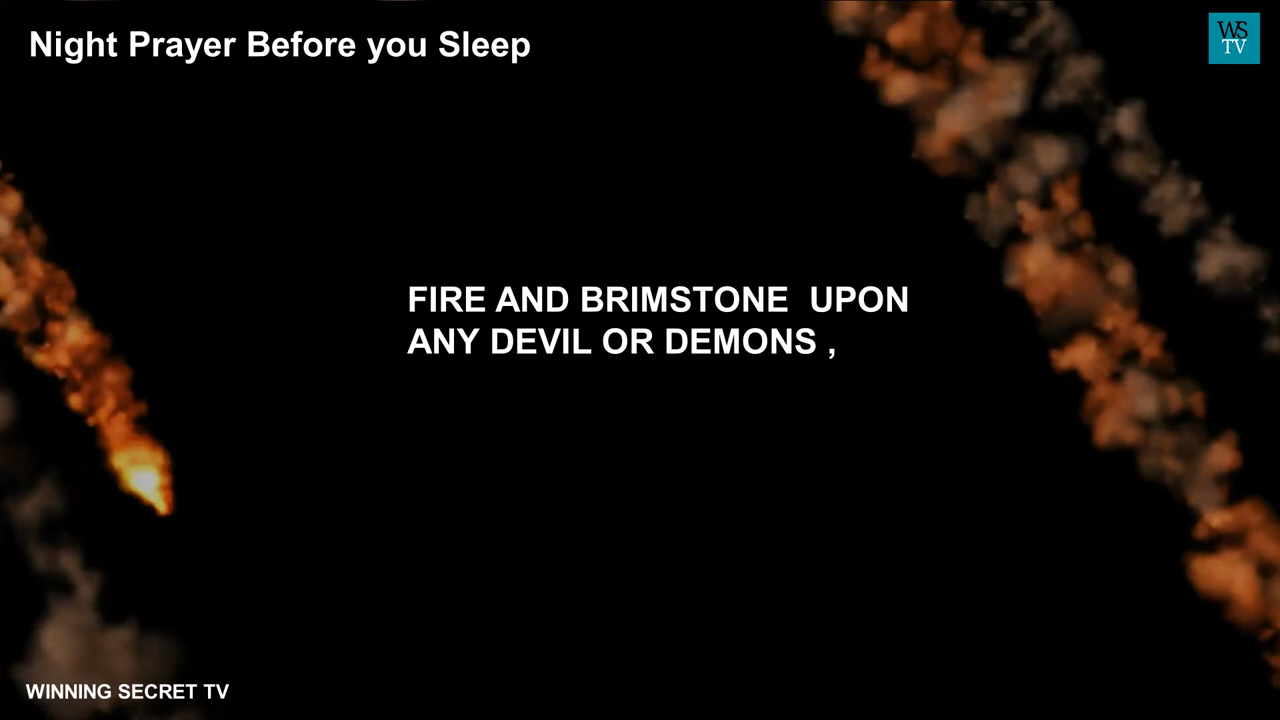 Night Prayer Before you Sleep
WS
TV
FIRE AND BRIMSTONE  UPON
ANY DEVIL OR DEMONS ,
WINNING SECRET TV